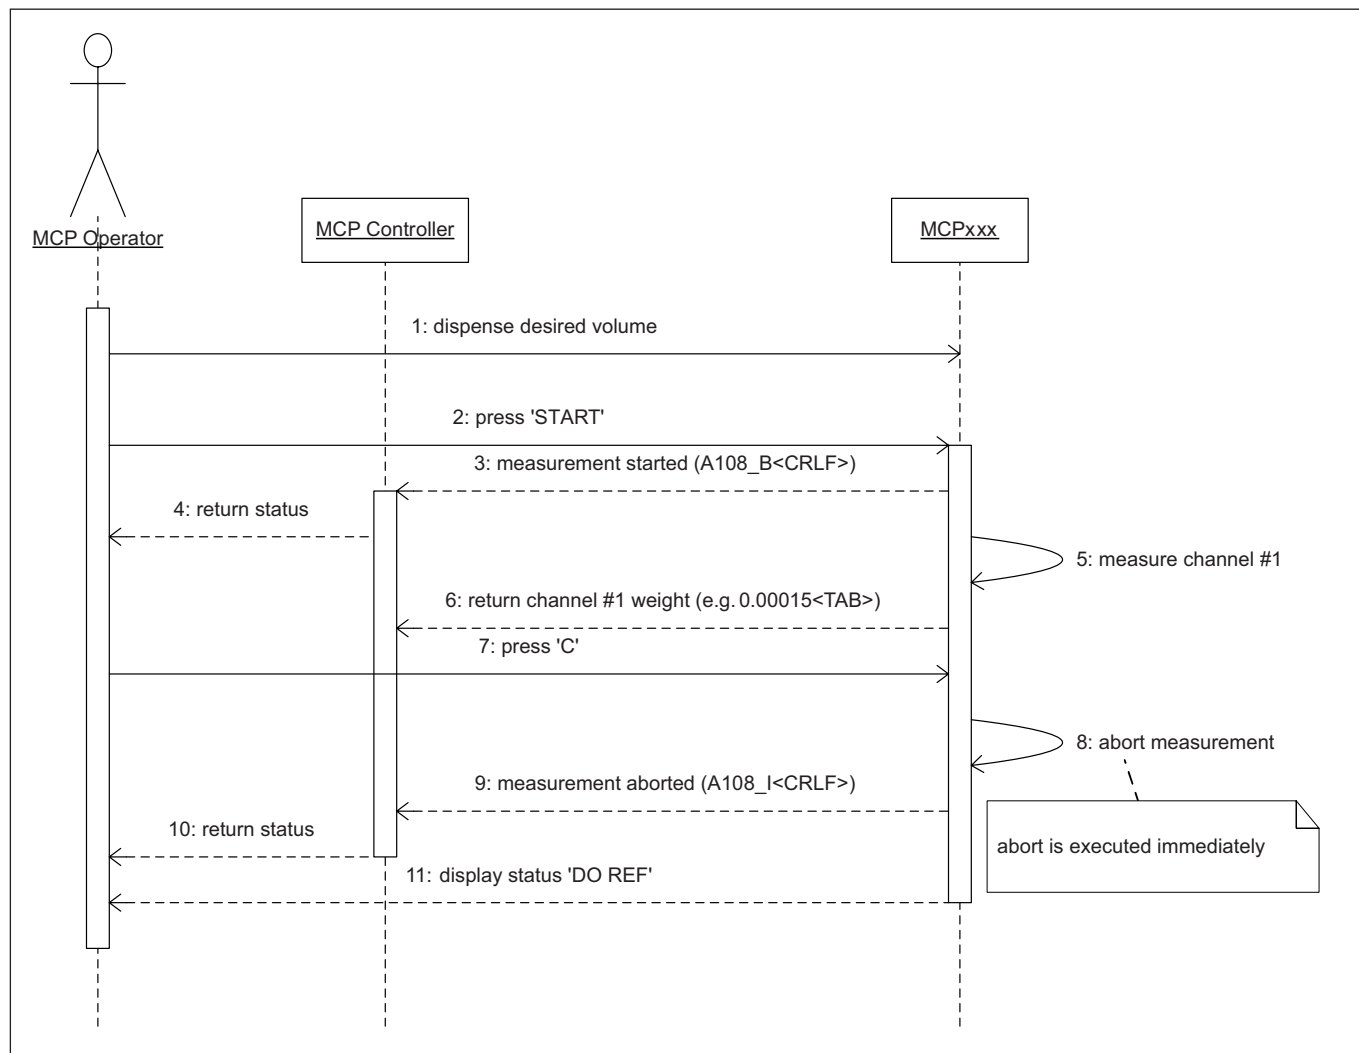 MCP Operator
MCP Controller
MCPxxx
1: dispense desired volume
2: press 'START'
3: measurement started (A108_B<CRLF>)
4: return status
5: measure channel #1
6: return channel #1 weight (e.g. 0.00015<TAB>)
7: press 'C'
8: abort measurement
9: measurement aborted (A108_I<CRLF>)
abort is executed immediately
10: return status
11: display status 'DO REF'